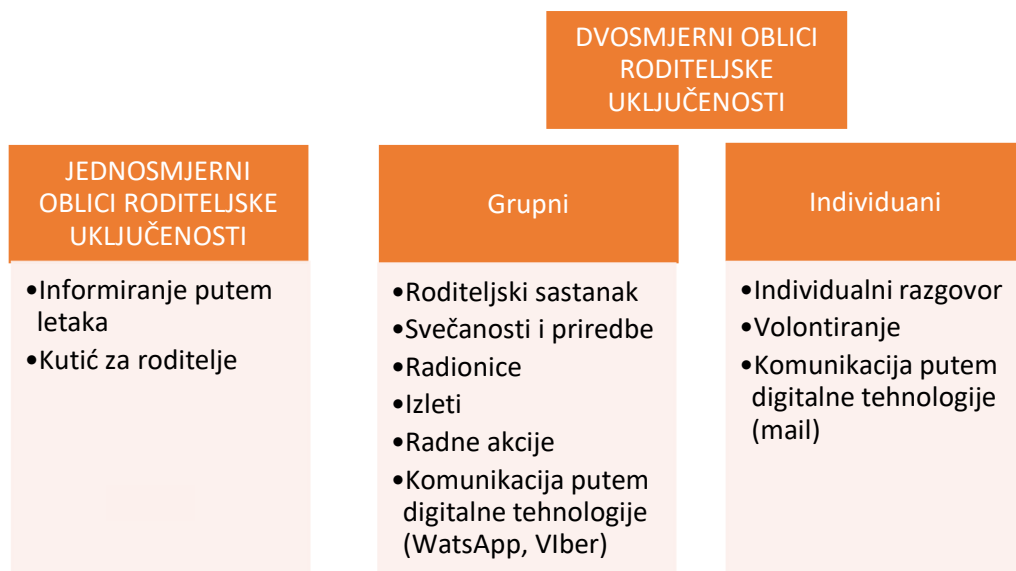 DVOSMJERNI OBLICI
RODITELJSKE
UKLJUČENOSTI
JEDNOSMJERNI
OBLICI RODITELJSKE
UKLJUČENOSTI
•Informiranje putem
letaka
•Kutić za roditelje
Grupni
•Roditeljski sastanak
•Svečanosti i priredbe
•Radionice
•Izleti
•Radne akcije
•Komunikacija putem
digitalne tehnologije
(WatsApp, VIber)
Individuani
•Individualni razgovor
•Volontiranje
•Komunikacija putem
digitalne tehnologije
(mail)